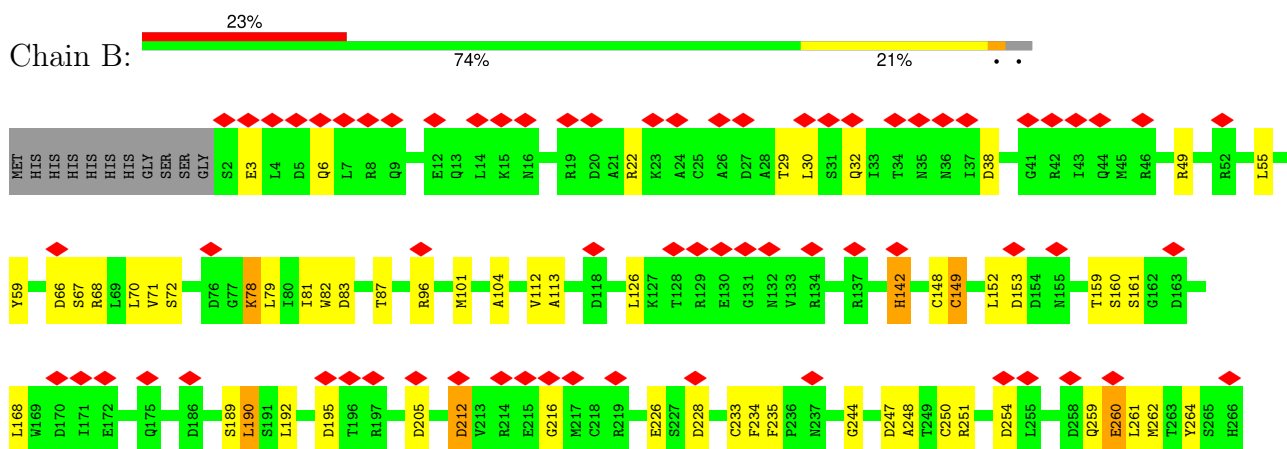 23%
Chain B:
74% 21% • •
MET HIS HIS HIS HIS HIS HIS GLY SER SER GLY S2 E3 L4 D5 Q6 L7 R8 Q9 E12 Q13 L14 K15 N16 R19 D20 A21 R22 K23 A24 C25 A26 D27 A28 T29 L30 S31 Q32 I33 T34 N35 N36 I37 D38 G41 R42 I43 Q44 M45 R46 R49 R52 L55
Y59 D66 S67 R68 L69 L70 V71 S72 D76 G77 K78 L79 I80 I81 W82 D83 T87 R96 M101 A104 V112 A113 D118 L126 K127 T128 R129 E130 G131 N132 V133 R134 R137 H142 G148 C149 L152 D153 D154 N155 T159 S160 S161 G162 D163
L168 W169 D170 I171 E172 Q175 D186 S189 L190 S191 L192 D195 T196 R197 D205 D212 V213 R214 E215 G216 M217 C218 R219 E226 S227 D228 C233 F234 F235 P236 N237 G244 D247 A248 T249 C250 R251 D254 L255 D258 Q259 E260 L261 M262 T263 Y264 S265 H266